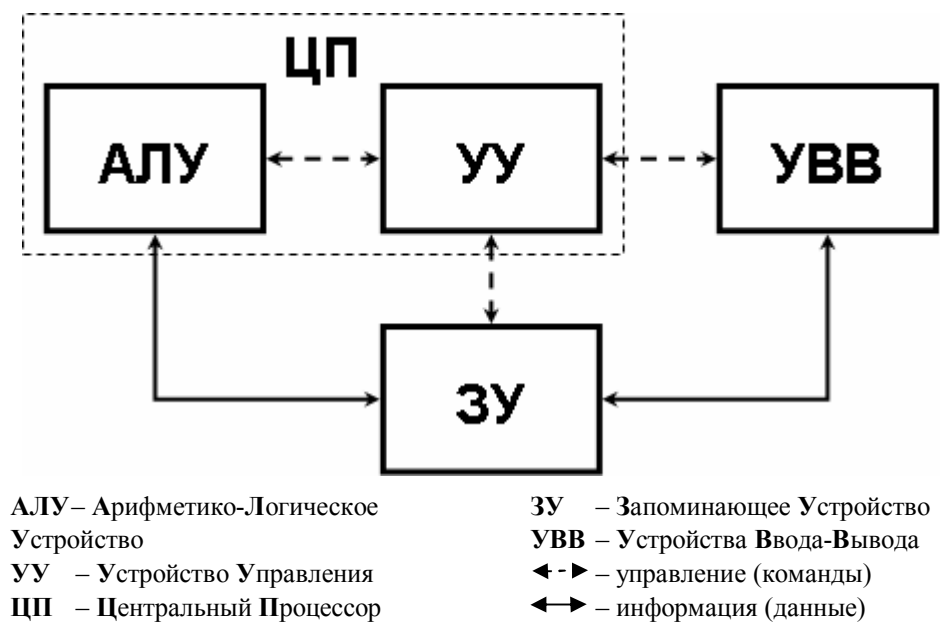 ЦП
АЛУ
УУ
УВВ
ЗУ
АЛУ – Арифметико-Логическое
Устройство
УУ – Устройство Управления
ЦП – Центральный Процессор
ЗУ – Запоминающее Устройство
УВВ – Устройства Ввода-Вывода
– управление (команды)
– информация (данные)